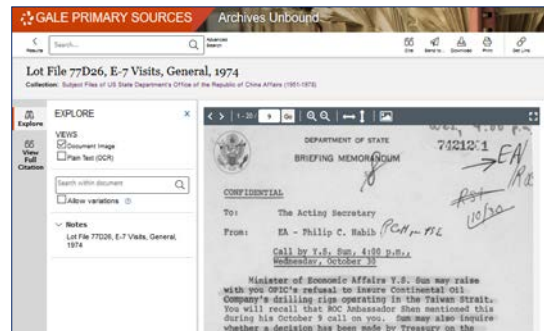 GALE PRIMARY SOURCES
Archives Unbound
Results
Search...
Advanced
Search
Cite
Send to...
Download
Print
Get Link
Lot File 77D26, E-7 Visits, General, 1974
Collection: Subject Files of US State Department's Office of the Republic of China Affairs (1951-1978)
Explore
View
Full
Citation
EXPLORE
x
VIEWS
Document Image
Plain Text (OCR)
Search within document
Allow variations
Notes
Lot File 77D26, E-7 Visits, General,
1974
9
Go
DEPARTMENT OF STATE
BRIEFING MEMORANDUM
7421201
EA
CONFIDENTIAL
10/30
To: The Acting Secretary
From: EA - Philip C. Habib
Call by Y.S. Sun, 4:00 p.m.,
Wednesday, October 30
Minister of Economic Affairs Y.S. Sun may raise
with you OPIC's refusal to insure Continental Oil
Company's drilling rigs operating in the Taiwan Strait.
You will recall that ROC Ambassador Shen mentioned this
during his October 9 call on you. Sun may also inquire
whether a decision has been made by Treasury on the